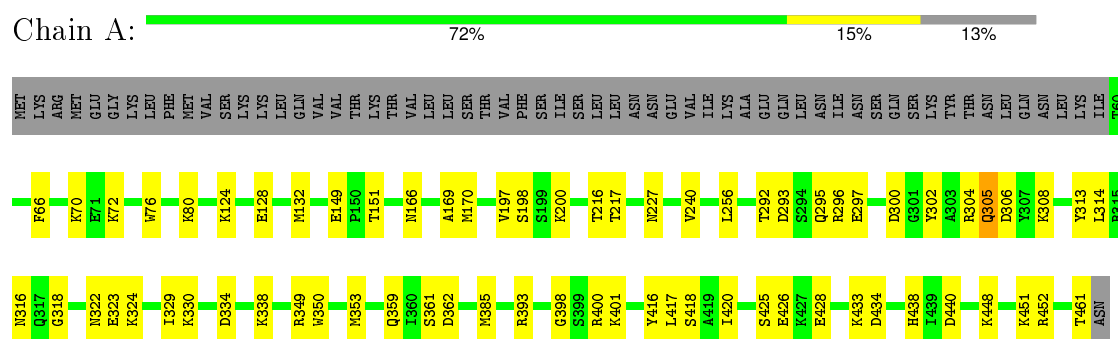 Chain A:
72% 15% 13%
MET LYS ARG MET GLU GLY LYS LEU PHE MET VAL SER LYS LYS LEU GLN VAL VAL THR LYS THR VAL LEU LEU SER THR VAL PHE SER ILE SER LEU LEU ASN ASN GLU VAL ILE LYS ALA GLU GLN LEU ASN ILE ASN SER GLN SER LYS TYR THR ASN LEU GLN ASN LEU LYS ILE T60
F66 K70 E71 K72 W76 K80 K124 E128 M132 E149 P150 T151 N166 A169 M170 V197 S198 S199 K200 T216 T217 N227 V240 L256 T292 D293 S294 Q295 R296 E297 D300 G301 Y302 A303 R304 Q305 D306 Y307 K308 Y313 L314 R315
N316 Q317 G318 N322 E323 K324 I329 K330 D334 K338 R349 W350 M353 Q359 I360 S361 D362 M385 R393 G398 S399 R400 K401 Y416 L417 S418 A419 I420 S425 E426 K427 E428 K433 D434 H438 I439 D440 K448 K451 R452 T461 ASN